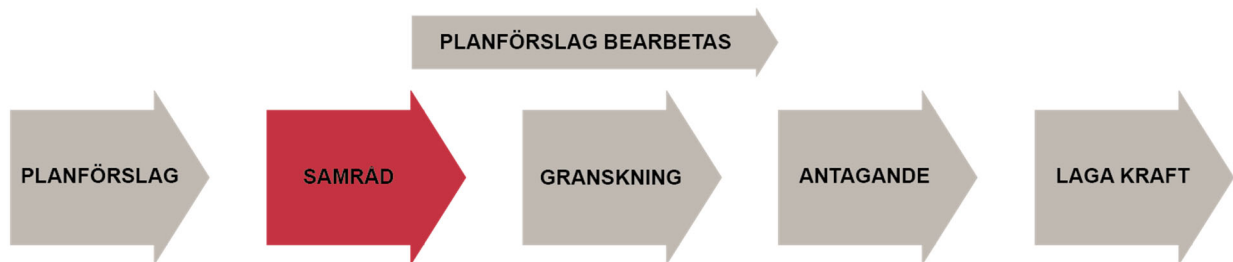 PLANFÖRSLAG BEARBETAS
PLANFÖRSLAG
SAMRÅD
GRANSKNING
ANTAGANDE
LAGA KRAFT